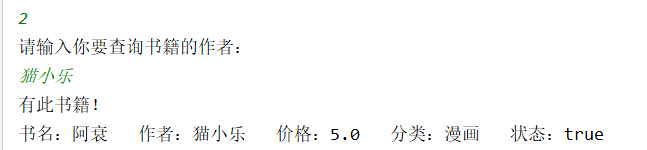 2
请输入你要查询书籍的作者：
猫小乐
有此书籍！
书名：阿衰   作者：猫小乐   价格：5.0   分类：漫画   状态：true